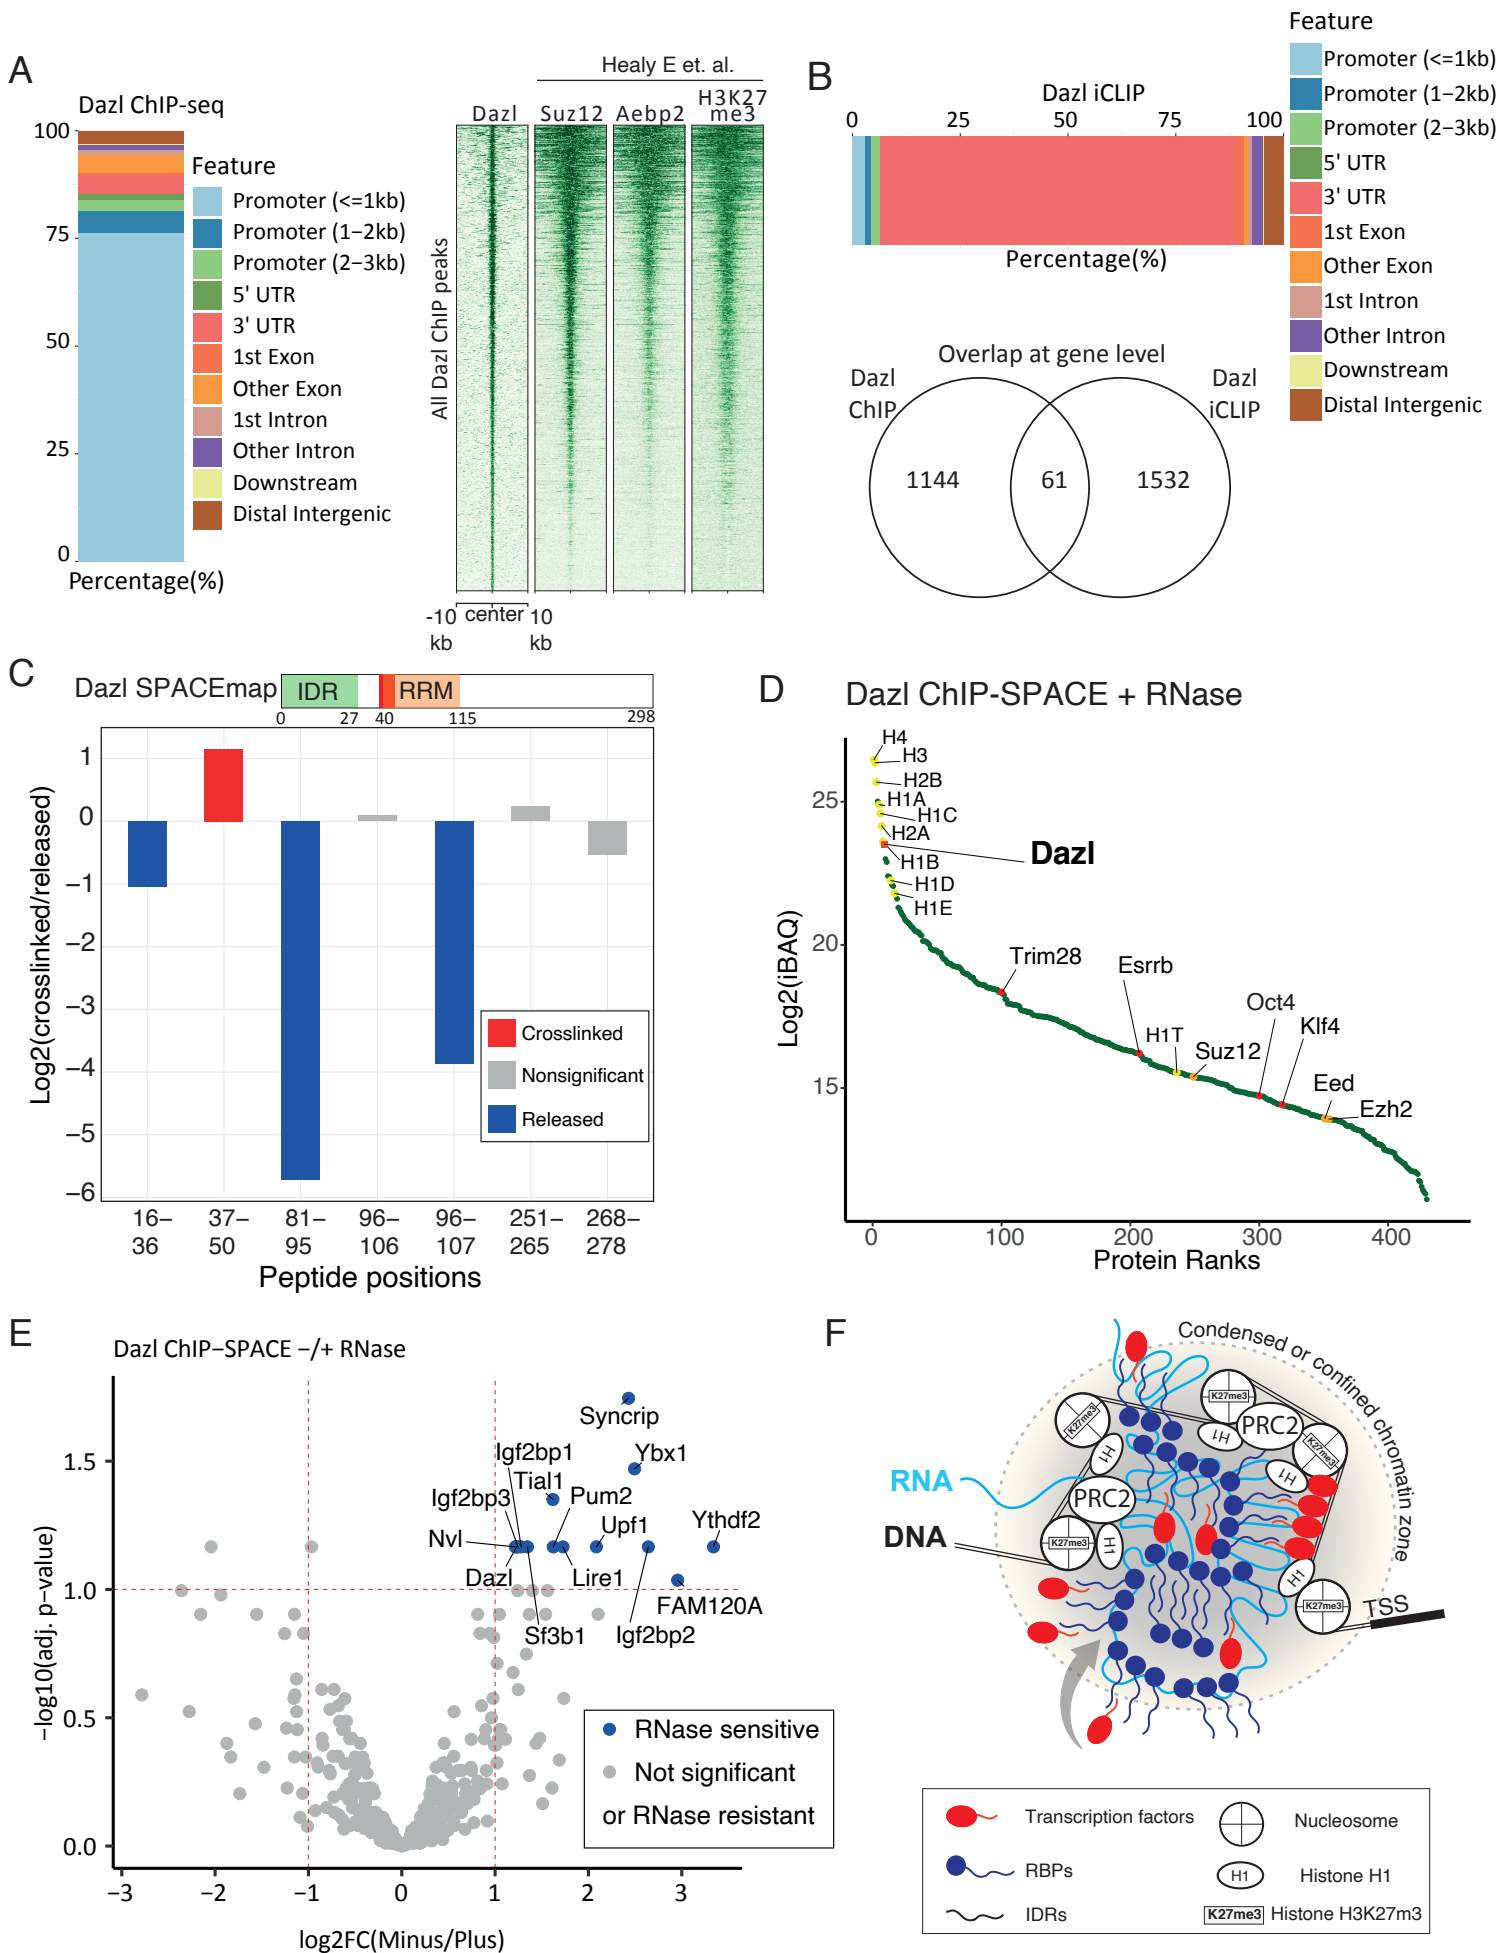 A
Dazl ChIP-seq
100
75
50
25
0
Percentage(%)
Feature
Promoter (<=1kb)
Promoter (1−2kb)
Promoter (2−3kb)
5' UTR
3' UTR
1st Exon
Other Exon
1st Intron
Other Intron
Downstream
Distal Intergenic
Healy E et. al.
Dazl
Suz12
Aebp2
H3K27
me3
All Dazl ChIP peaks
-10
kb
center
10
kb
B
Dazl iCLIP
0
25
50
75
100
Percentage(%)
Feature
Promoter (<=1kb)
Promoter (1−2kb)
Promoter (2−3kb)
5' UTR
3' UTR
1st Exon
Other Exon
1st Intron
Other Intron
Downstream
Distal Intergenic
Overlap at gene level
Dazl
ChIP
Dazl
iCLIP
1144
61
1532
C
Dazl SPACEmap
IDR
RRM
0
27
40
115
298
Log2(crosslinked/released)
1
0
−1
−2
−3
−4
−5
−6
Crosslinked
Nonsignificant
Released
16−
36
37−
50
81−
95
96−
106
96−
107
251−
265
268−
278
Peptide positions
D
Dazl ChIP-SPACE + RNase
Log2(iBAQ)
25
20
15
H4
H3
H2B
H1A
H1C
H2A
H1B
H1D
H1E
Dazl
Trim28
Esrrb
H1T
Suz12
Oct4
Klf4
Eed
Ezh2
0
100
200
300
400
Protein Ranks
E
Dazl ChIP−SPACE −/+ RNase
−log10(adj. p−value)
1.5
1.0
0.5
0.0
Syncrip
Ybx1
Igf2bp1
Tial1
Igf2bp3
Pum2
Nvl
Upf1
Ythdf2
Dazl
Lire1
FAM120A
Sf3b1
Igf2bp2
RNase sensitive
Not significant
or RNase resistant
−3
−2
−1
0
1
2
3
log2FC(Minus/Plus)
F
Condensed or confined chromatin zone
K27me3
K27me3
PRC2
H1
H1
K27me3
H1
RNA
PRC2
DNA
K27me3
H1
H1
K27me3
TSS
Transcription factors
Nucleosome
RBPs
H1
Histone H1
IDRs
K27me3
Histone H3K27m3